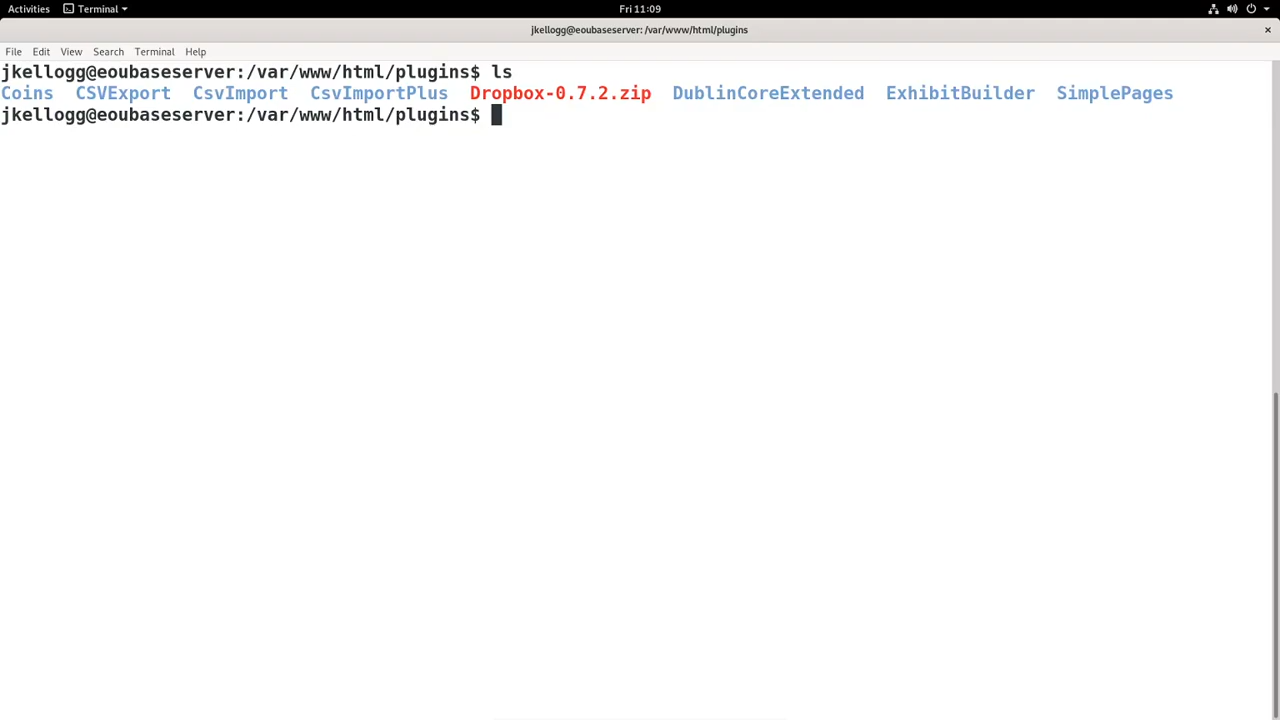 Activities Terminal Fri 11:09
jkellogg@eoubaseserver: /var/www/html/plugins ×
File Edit View Search Terminal Help
jkellogg@eoubaseserver:/var/www/html/plugins$ ls
Coins CSVExport CsvImport CsvImportPlus Dropbox-0.7.2.zip DublinCoreExtended ExhibitBuilder SimplePages
jkellogg@eoubaseserver:/var/www/html/plugins$